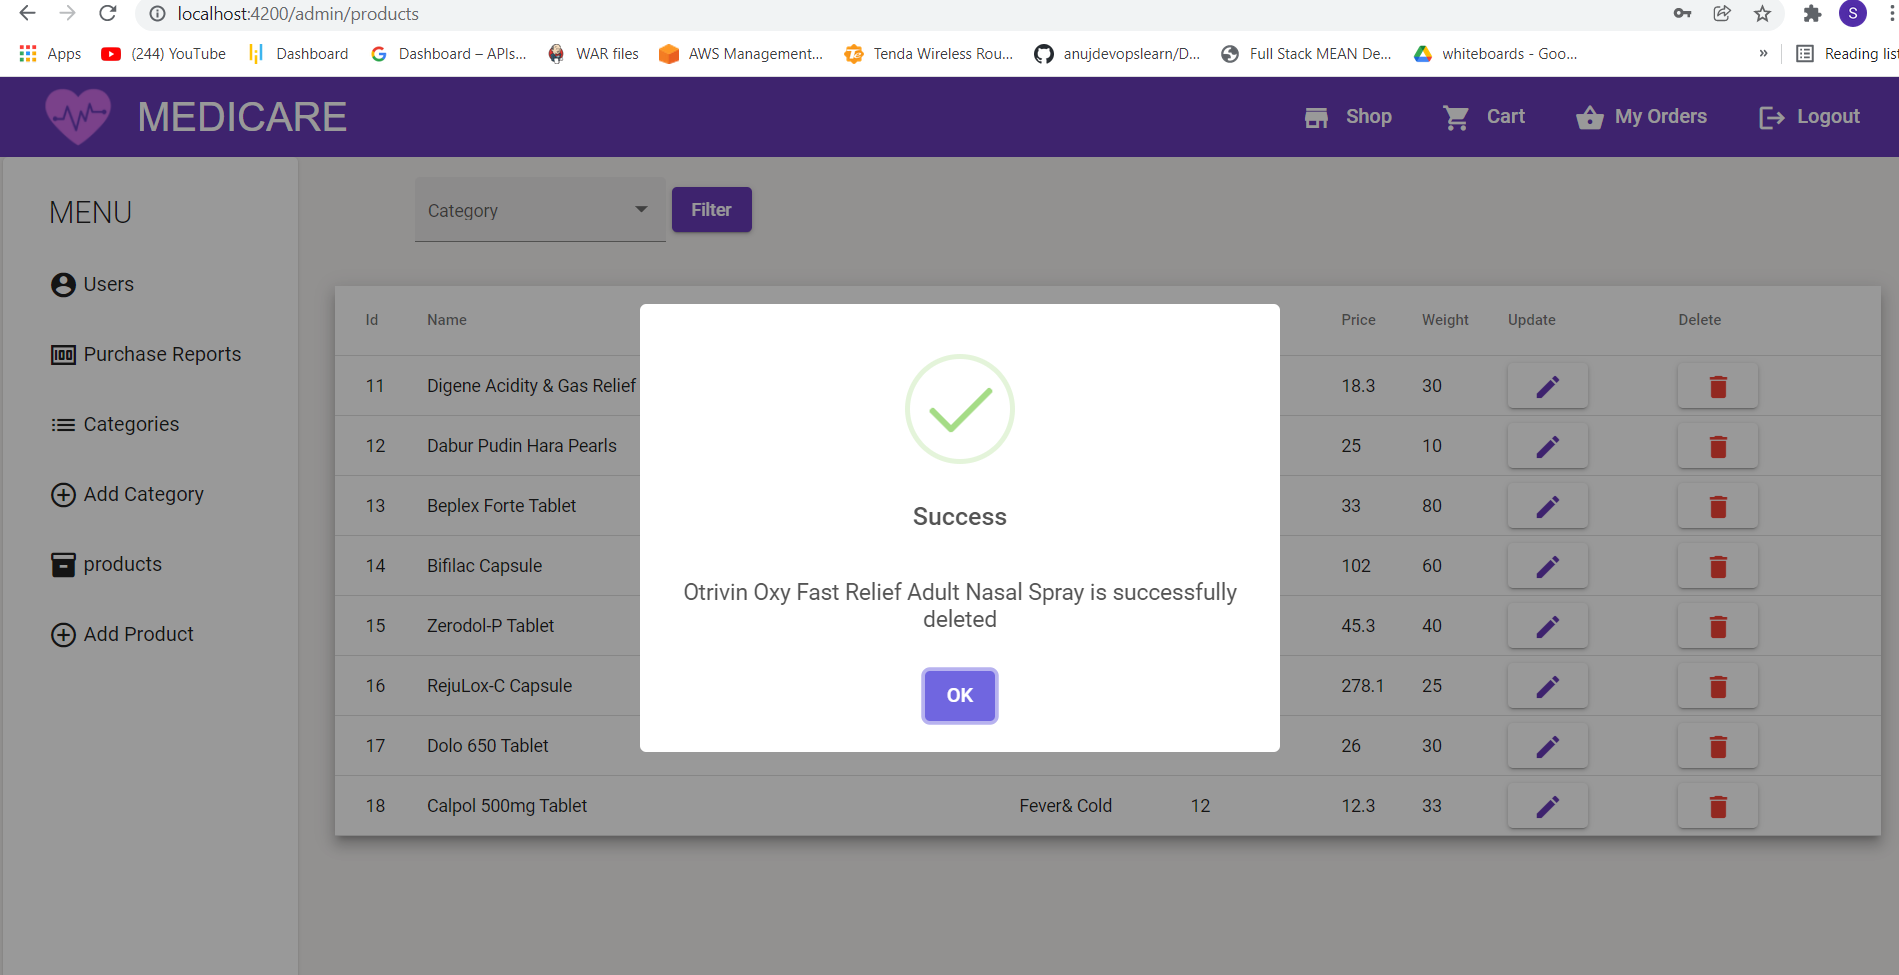 localhost:4200/admin/products
S
Apps (244) YouTube Dashboard Dashboard – APIs... WAR files AWS Management... Tenda Wireless Rou... anujdevopslearn/D... Full Stack MEAN De... whiteboards - Goo... » Reading list
MEDICARE Shop Cart My Orders Logout
MENU
Users
Purchase Reports
Categories
Add Category
products
Add Product
Category Filter
Id Name Price Weight Update Delete
11 Digene Acidity & Gas Relief 18.3 30
12 Dabur Pudin Hara Pearls 25 10
13 Beplex Forte Tablet 33 80
14 Bifilac Capsule 102 60
15 Zerodol-P Tablet 45.3 40
16 RejuLox-C Capsule 278.1 25
17 Dolo 650 Tablet 26 30
18 Calpol 500mg Tablet Fever& Cold 12 12.3 33
Success
Otrivin Oxy Fast Relief Adult Nasal Spray is successfully
deleted
OK